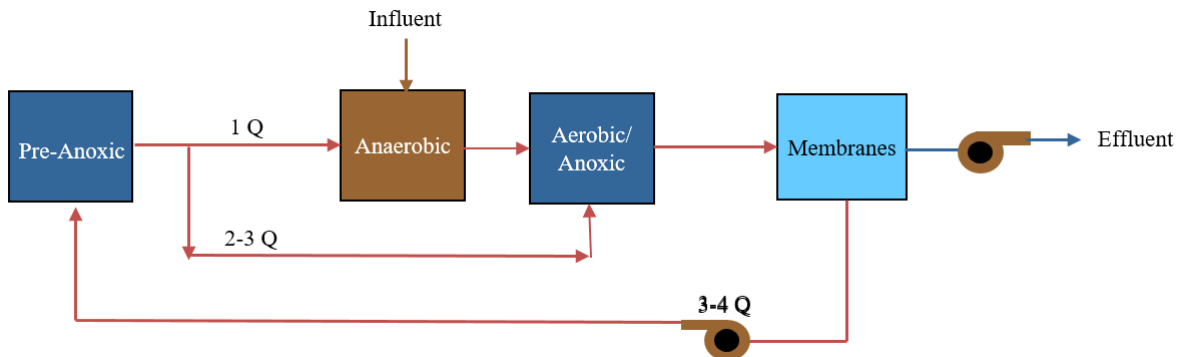 Influent
1 Q
Pre-Anoxic
Anaerobic
Aerobic/
Anoxic
Membranes
Effluent
2-3 Q
3-4 Q